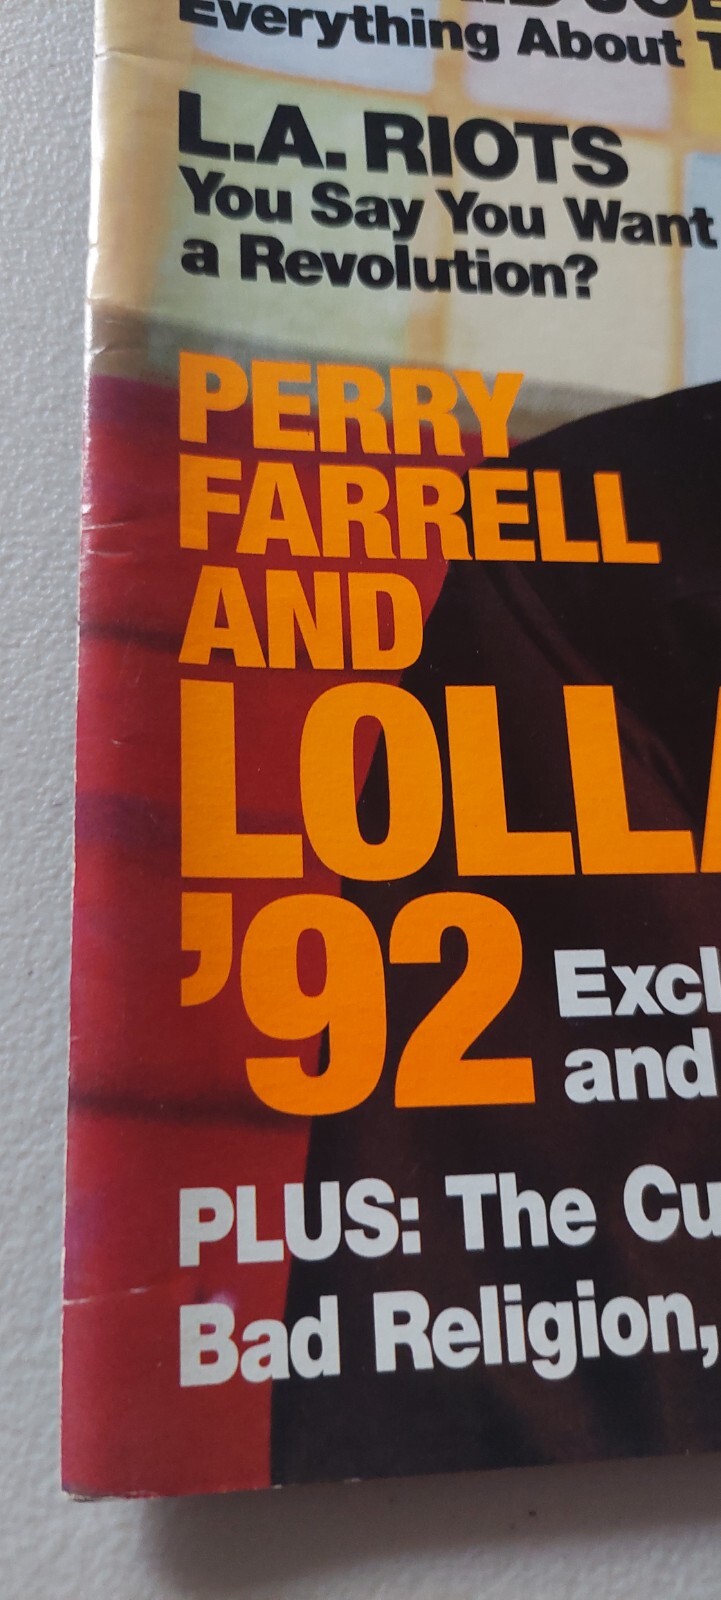 Everything About
L.A. RIOTS
You Say You Want
a Revolution?
PERRY
FARRELL
AND
LOLLA
'92
Excl
and
PLUS: The Cu
Bad Religion,